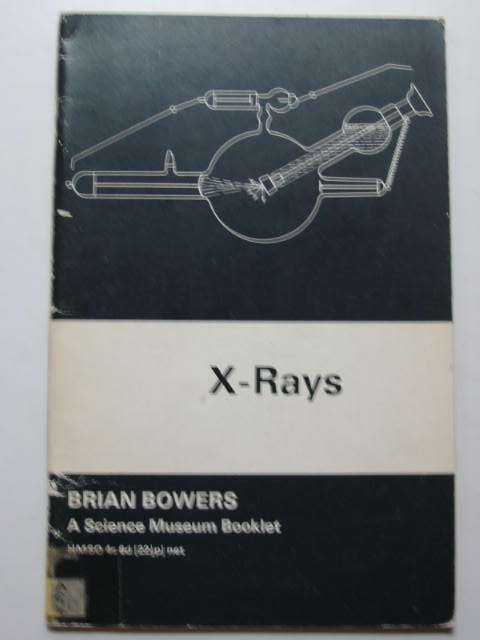 X-Rays
BRIAN BOWERS
A Science Museum Booklet
HMSO 4s 6d [22½p] net